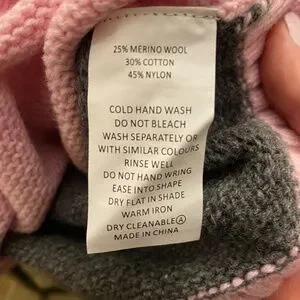 25% MERINO WOOL
30% COTTON
45% NYLON
COLD HAND WASH
DO NOT BLEACH
WASH SEPARATELY OR
WITH SIMILAR COLOURS
RINSE WELL
DO NOT HAND WRING
EASE INTO SHAPE
DRY FLAT IN SHADE
WARM IRON
DRY CLEANABLE Ⓐ
MADE IN CHINA